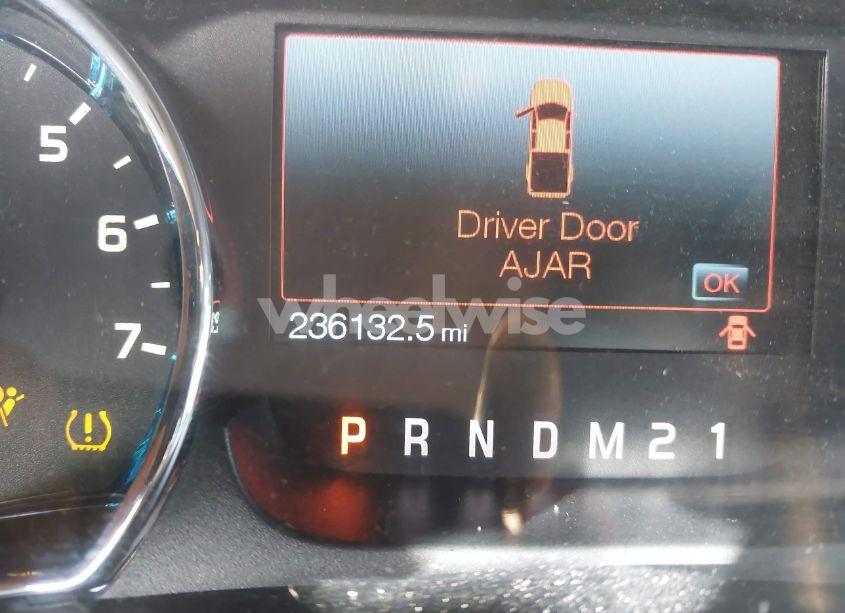 5
6
7
Driver Door
AJAR
OK
wheelwise
236132.5 mi
P R N D M 2 1